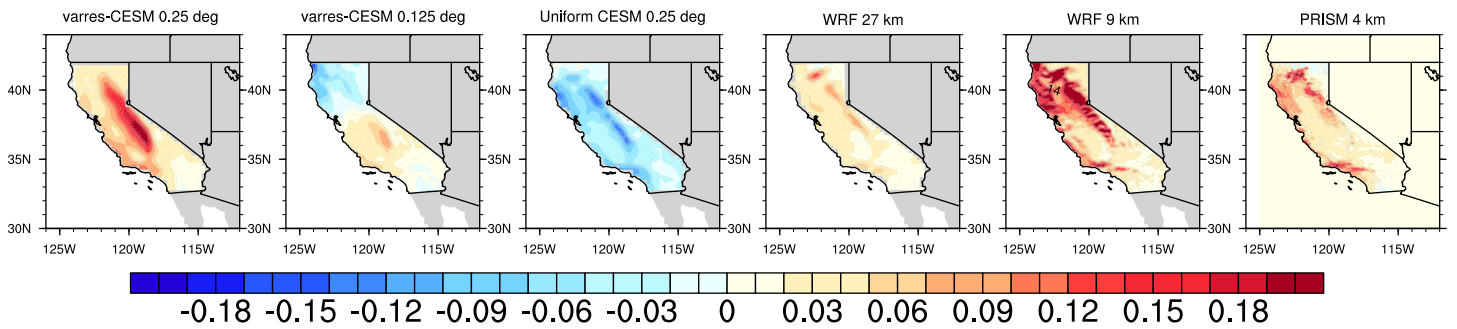 varres-CESM 0.25 deg varres-CESM 0.125 deg Uniform CESM 0.25 deg WRF 27 km WRF 9 km PRISM 4 km
40N 40N 40N 40N 40N 40N
.14
35N 35N 35N 35N 35N 35N
30N 30N 30N 30N 30N 30N
125W 120W 115W 125W 120W 115W 125W 120W 115W 125W 120W 115W 125W 120W 115W 125W 120W 115W
-0.18 -0.15 -0.12 -0.09 -0.06 -0.03 0 0.03 0.06 0.09 0.12 0.15 0.18